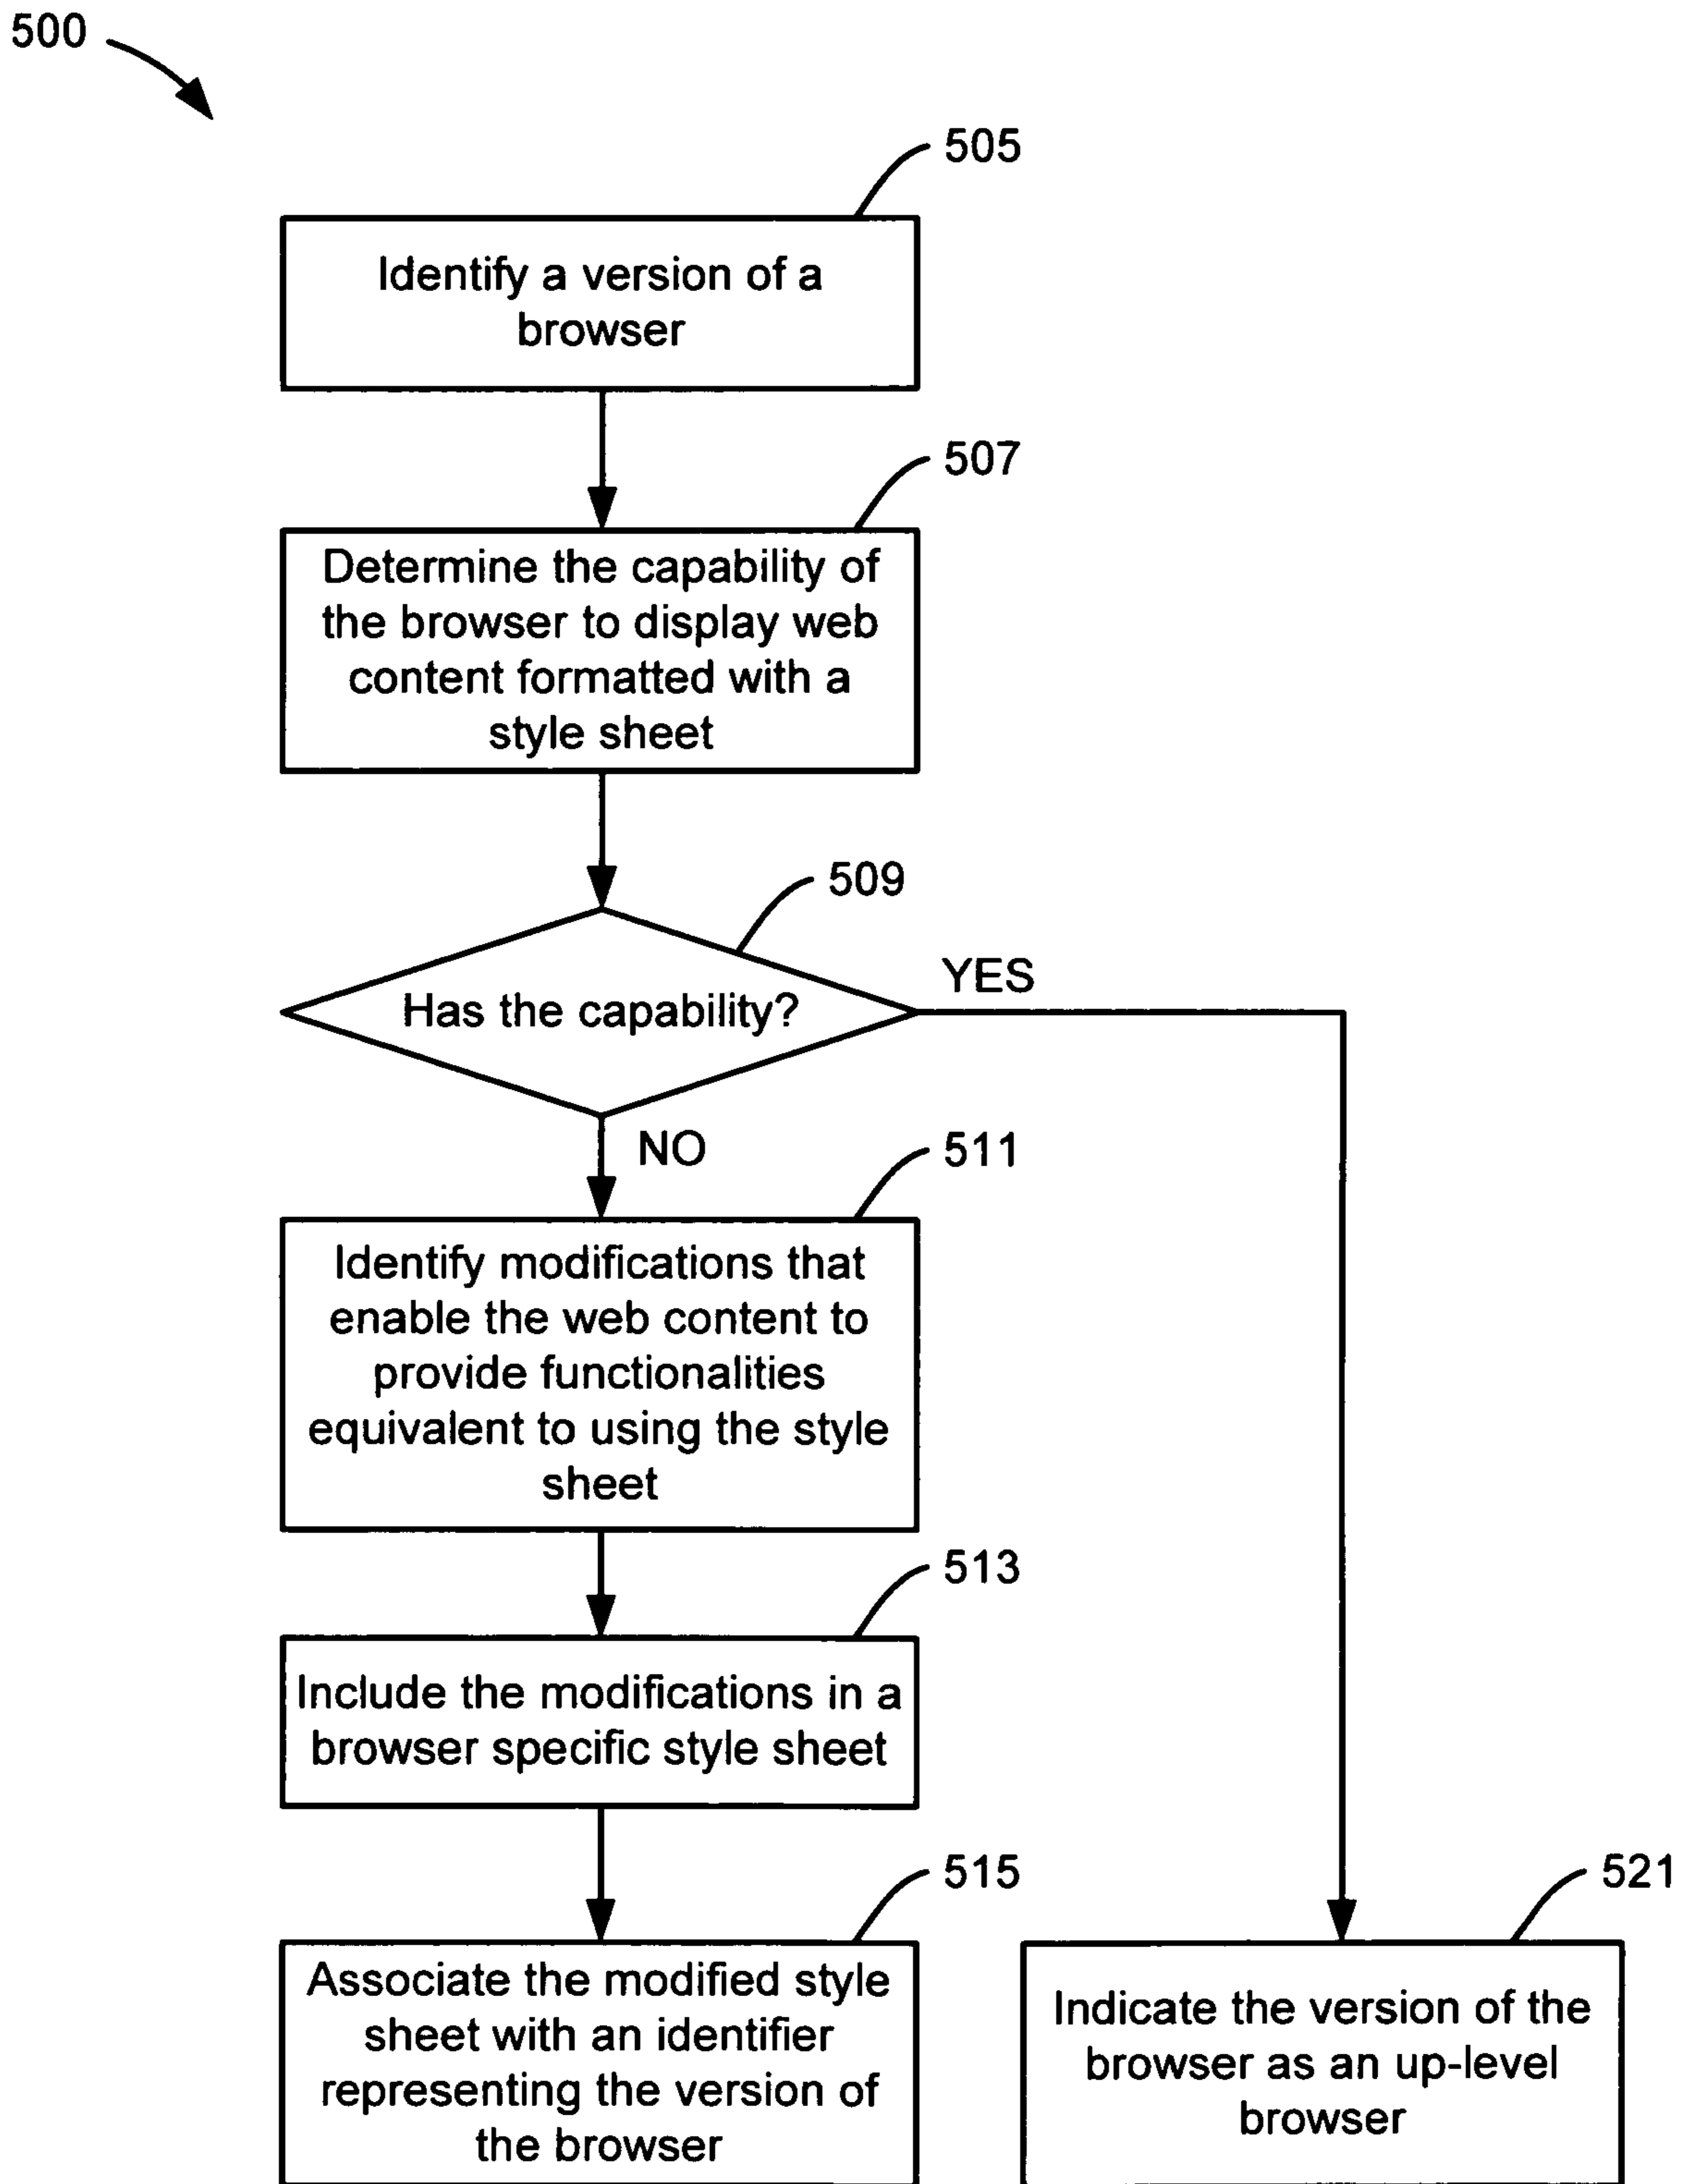 500
505
Identify a version of a
browser
507
Determine the capability of
the browser to display web
content formatted with a
style sheet
509
Has the capability?
YES
NO
511
Identify modifications that
enable the web content to
provide functionalities
equivalent to using the style
sheet
513
Include the modifications in a
browser specific style sheet
515
Associate the modified style
sheet with an identifier
representing the version of
the browser
521
Indicate the version of the
browser as an up-level
browser